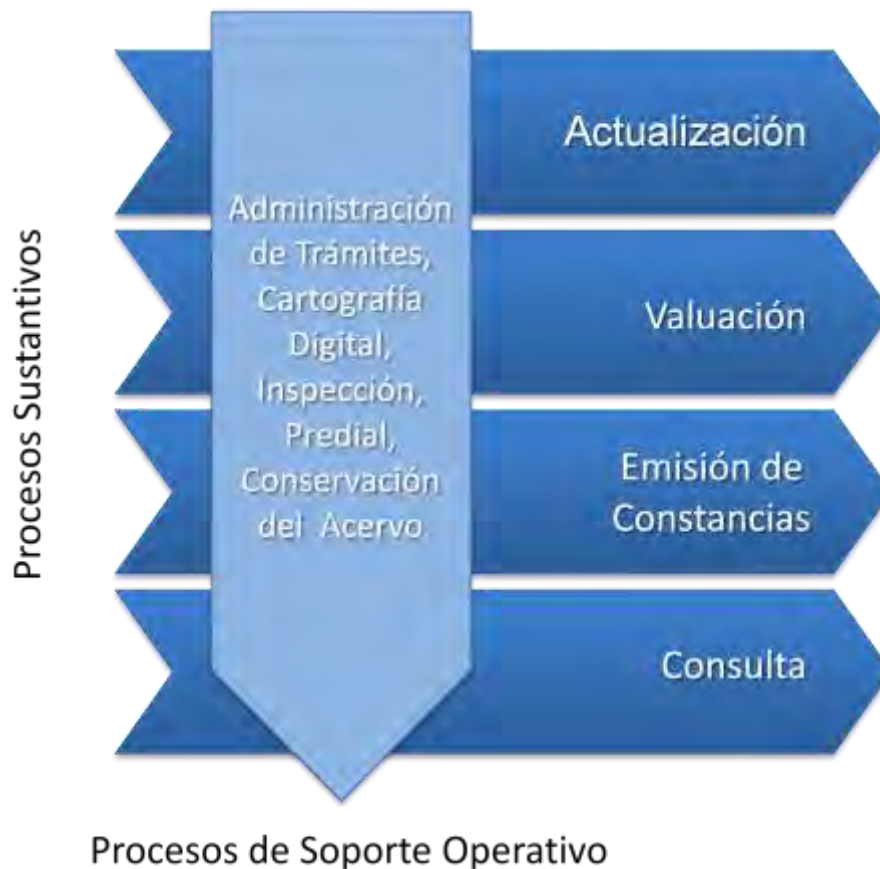 Procesos Sustantivos
Actualización
Valuación
Emisión de
Constancias
Consulta
Administración
de Trámites,
Cartografía
Digital,
Inspección,
Predial,
Conservación
del Acervo
Procesos de Soporte Operativo